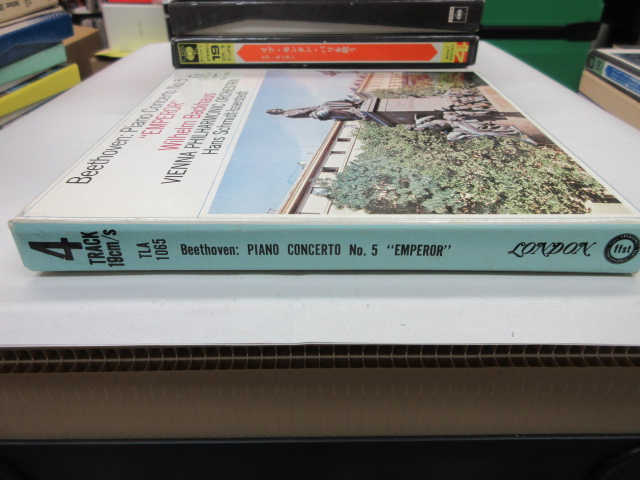 Beethoven: Piano Concerto No. 5
"EMPEROR"
Wilhelm Backhaus
VIENNA PHILHARMONIC ORCHESTRA
Hans Schmidt-Isserstedt
4
TRACK
19cm/s
TLA
1065
Beethoven: PIANO CONCERTO No. 5 "EMPEROR"
LONDON
ffst
19